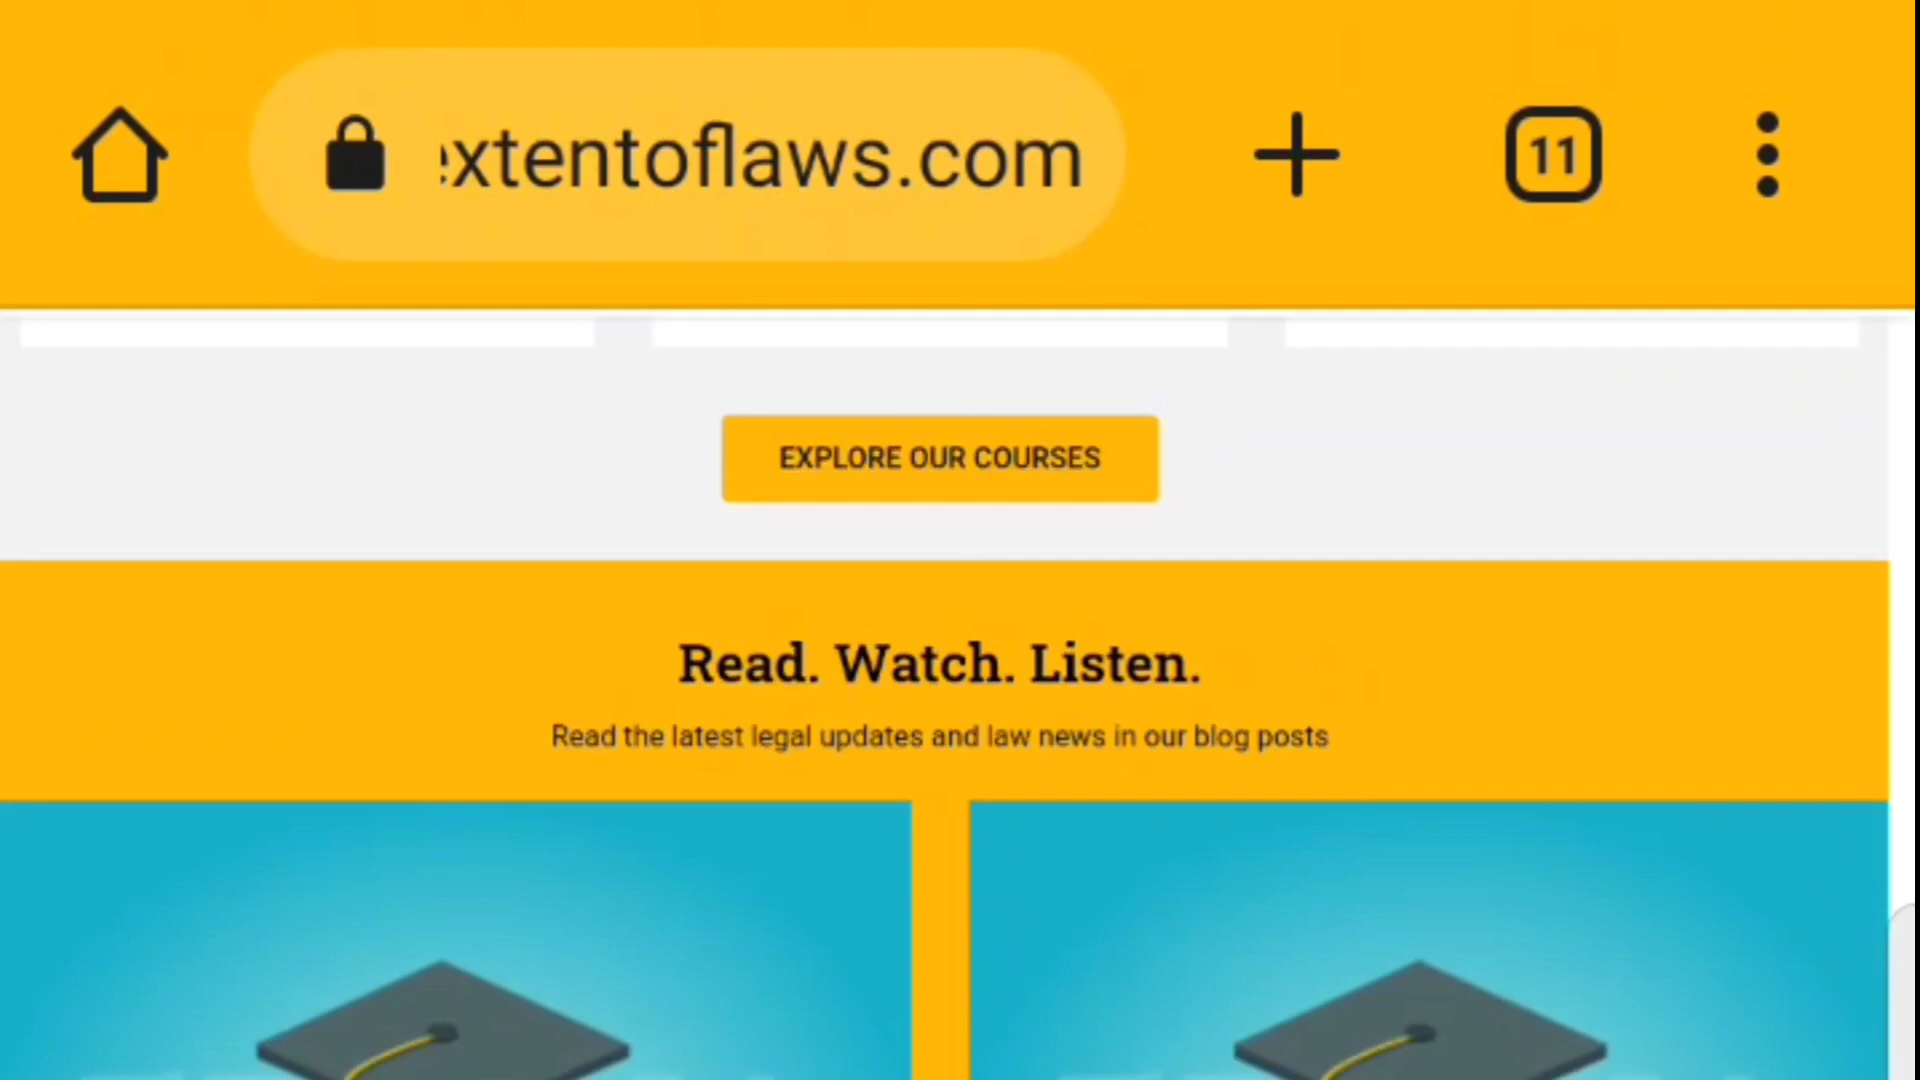 extentoflaws.com
11
EXPLORE OUR COURSES
Read. Watch. Listen.
Read the latest legal updates and law news in our blog posts